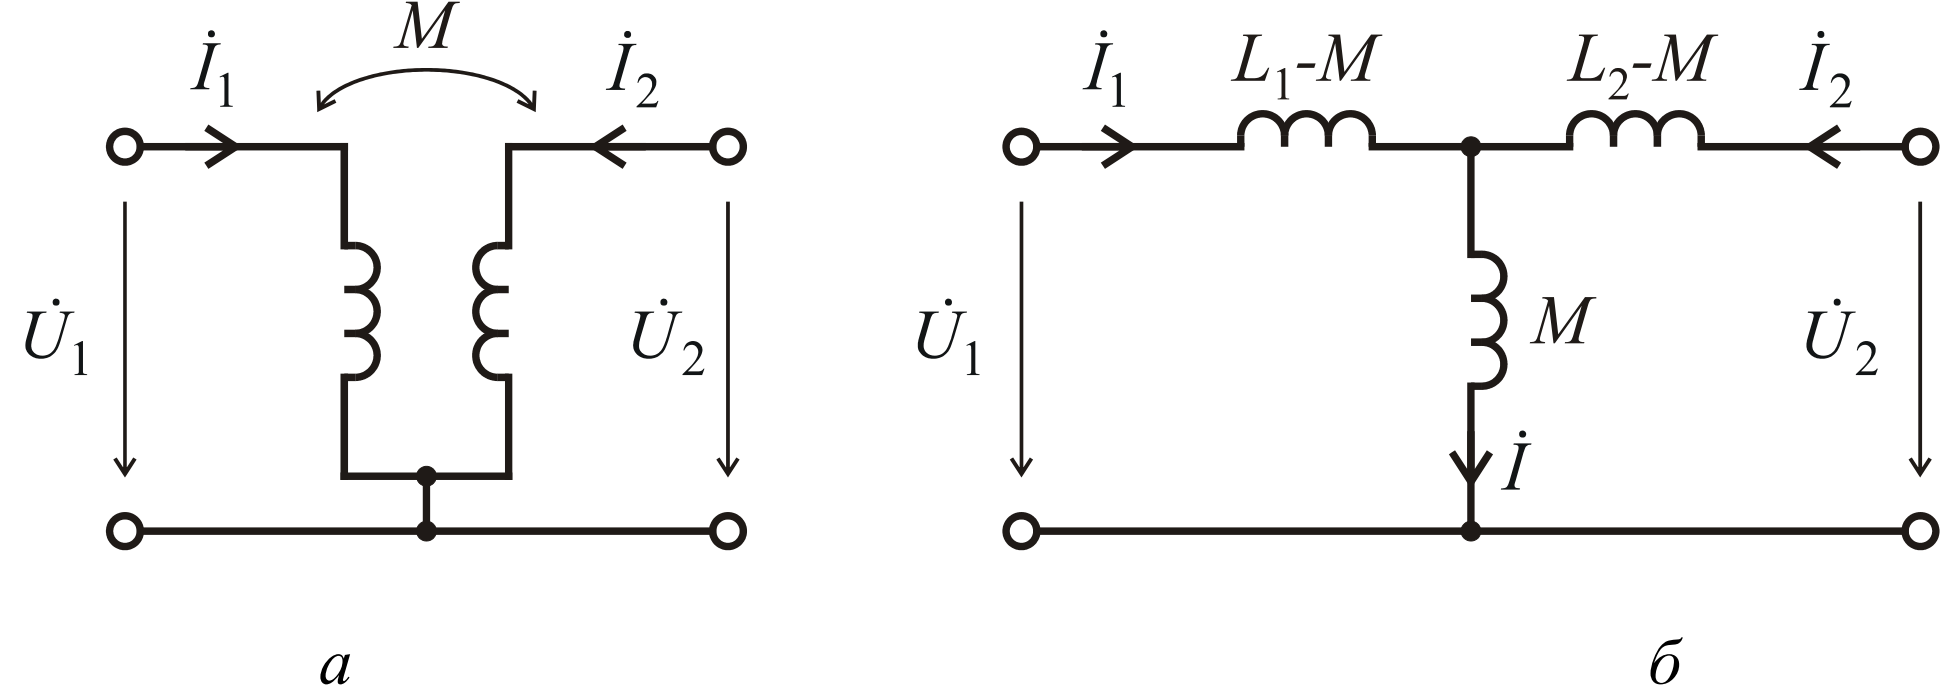 M
İ₁ İ₂ İ₁ L₁-M L₂-M İ₂
U̇₁ U̇₂ U̇₁ M U̇₂
İ
а б